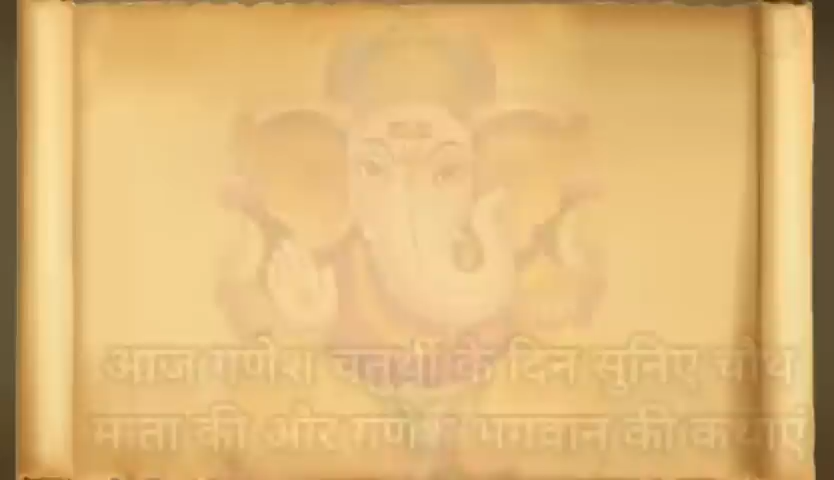 आज गणेश चतुर्थी के दिन सुनिए चौथ
माता की और गणेश भगवान की कथाएं